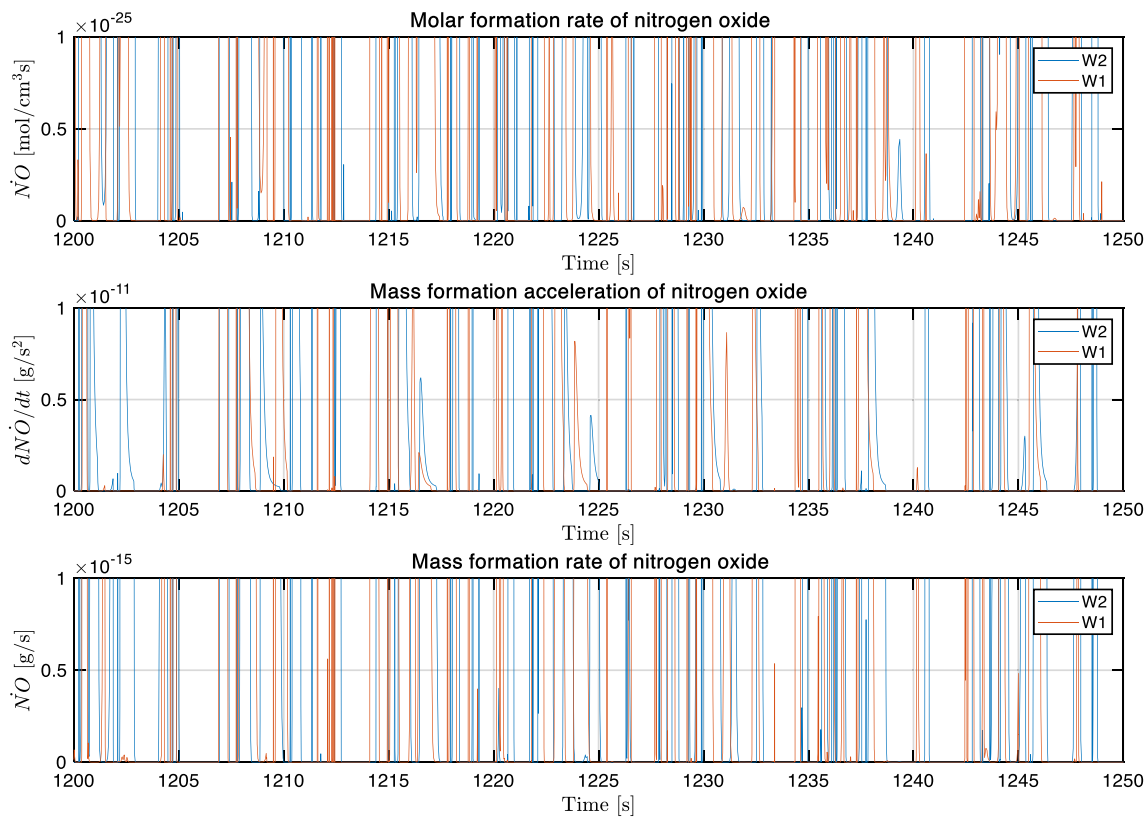 Molar formation rate of nitrogen oxide
×10⁻²⁵
1
0.5
0
ṄO [mol/cm³s]
W2
W1
1200 1205 1210 1215 1220 1225 1230 1235 1240 1245 1250
Time [s]
Mass formation acceleration of nitrogen oxide
×10⁻¹¹
1
0.5
0
dṄO/dt [g/s²]
W2
W1
1200 1205 1210 1215 1220 1225 1230 1235 1240 1245 1250
Time [s]
Mass formation rate of nitrogen oxide
×10⁻¹⁵
1
0.5
0
ṄO [g/s]
W2
W1
1200 1205 1210 1215 1220 1225 1230 1235 1240 1245 1250
Time [s]